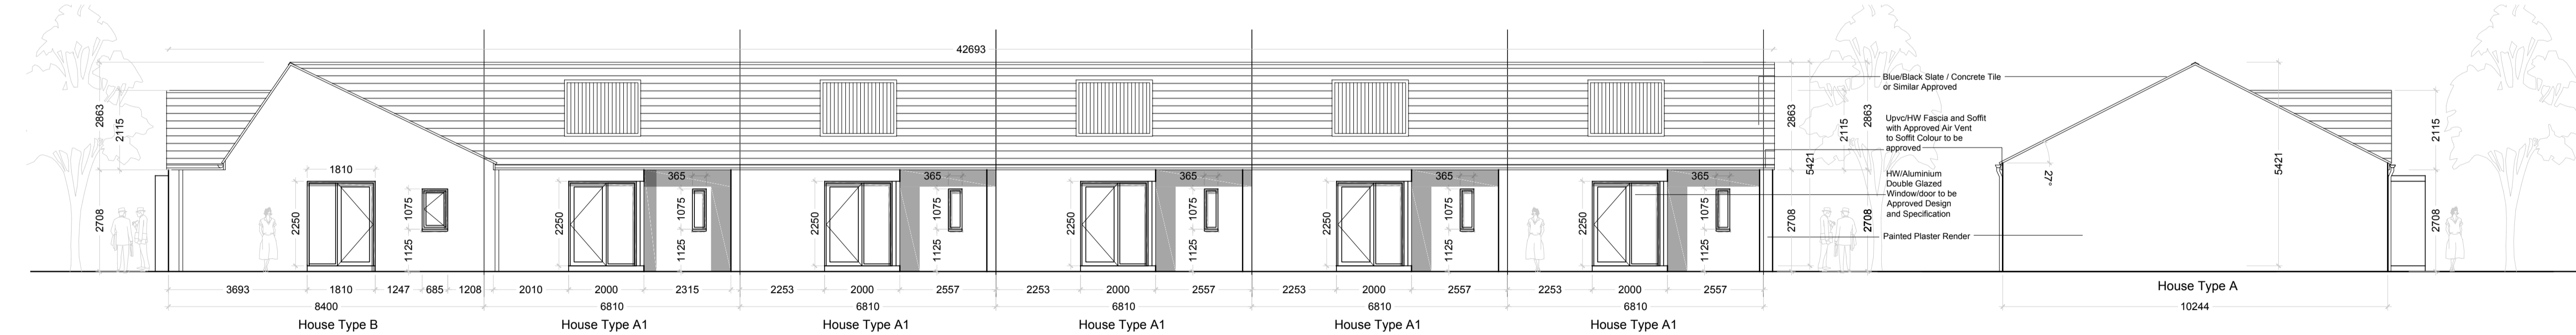 42693
2863
2115
2708
1810
2250
1075
1125
365
2250
1075
1125
365
2250
1075
1125
365
2250
1075
1125
365
2250
1075
1125
365
2250
1075
1125
2863
2708
5421
2115
2863
2708
Blue/Black Slate / Concrete Tile
or Similar Approved
Upvc/HW Fascia and Soffit
with Approved Air Vent
to Soffit Colour to be
approved
HW/Aluminium
Double Glazed
Window/door to be
Approved Design
and Specification
Painted Plaster Render
27°
5421
2115
2708
3693 1810 1247 685 1208 2010 2000 2315 2253 2000 2557 2253 2000 2557 2253 2000 2557 2253 2000 2557
8400 6810 6810 6810 6810 6810
House Type B House Type A1 House Type A1 House Type A1 House Type A1 House Type A1
House Type A
10244